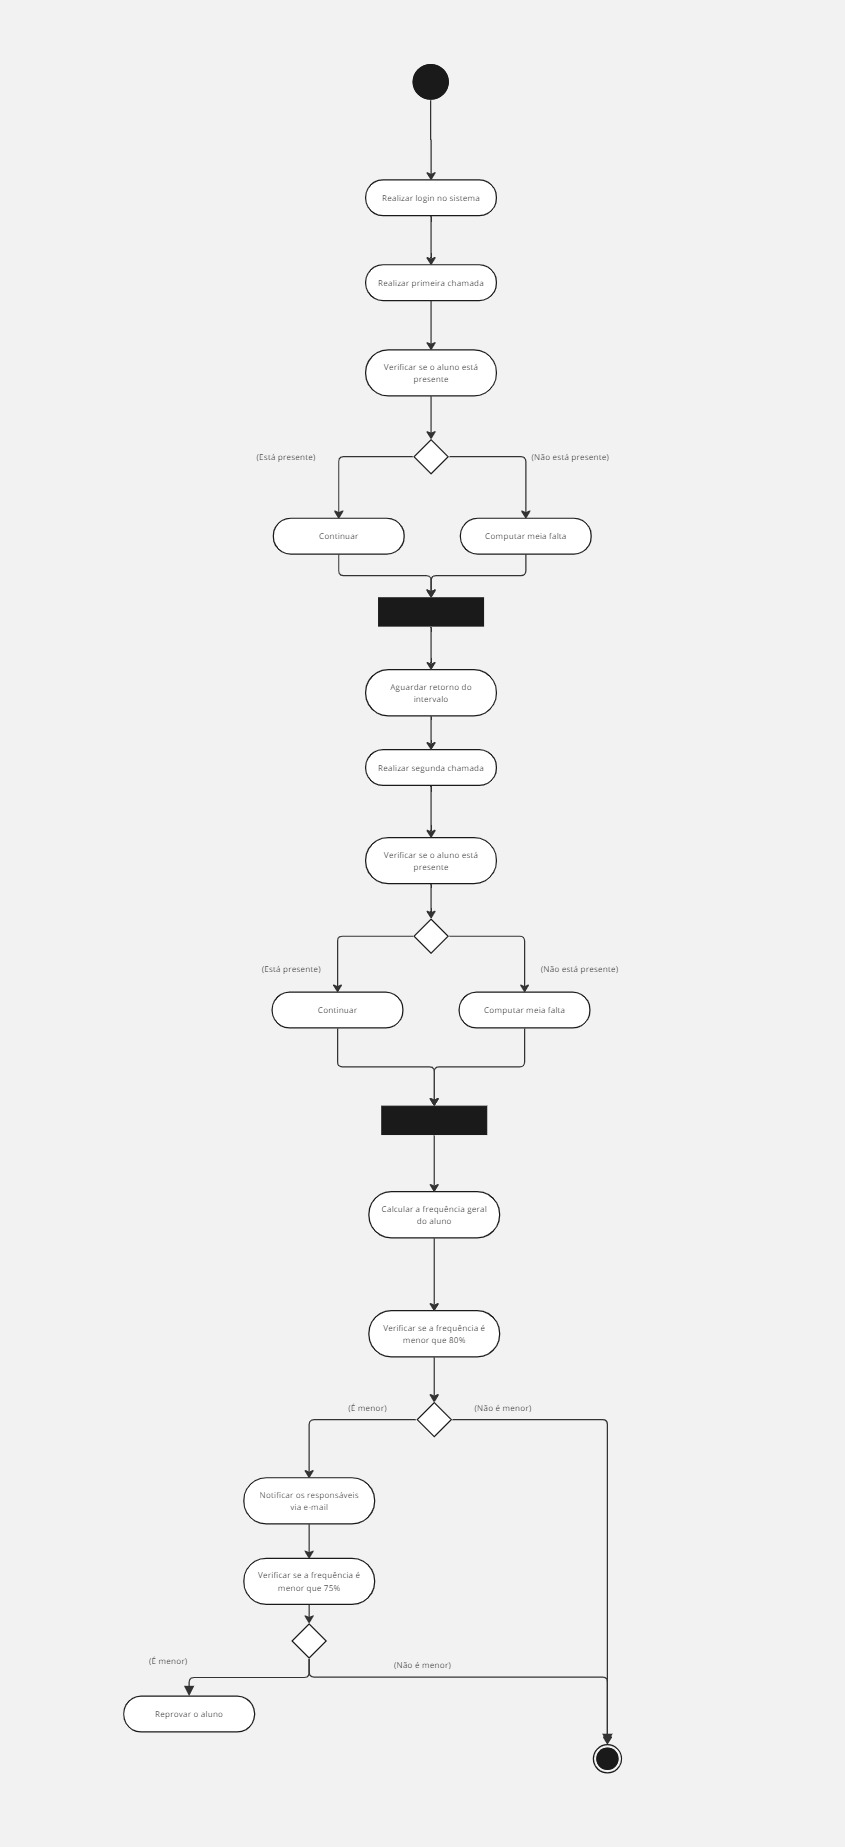 Realizar login no sistema
Realizar primeira chamada
Verificar se o aluno está
presente
(Está presente)
(Não está presente)
Continuar
Computar meia falta
Aguardar retorno do
intervalo
Realizar segunda chamada
Verificar se o aluno está
presente
(Está presente)
(Não está presente)
Continuar
Computar meia falta
Calcular a frequência geral
do aluno
Verificar se a frequência é
menor que 80%
(É menor)
(Não é menor)
Notificar os responsáveis
via e-mail
Verificar se a frequência é
menor que 75%
(É menor)
(Não é menor)
Reprovar o aluno